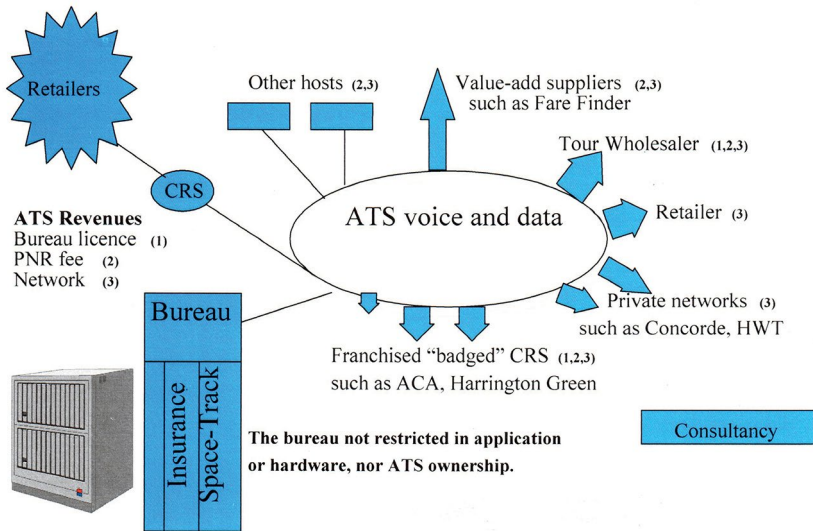 Retailers
Other hosts (2,3)
Value-add suppliers (2,3)
such as Fare Finder
Tour Wholesaler (1,2,3)
CRS
ATS voice and data
Retailer (3)
ATS Revenues
Bureau licence (1)
PNR fee (2)
Network (3)
Private networks (3)
such as Concorde, HWT
Bureau
Franchised “badged” CRS (1,2,3)
such as ACA, Harrington Green
Insurance
Space-Track
The bureau not restricted in application
or hardware, nor ATS ownership.
Consultancy